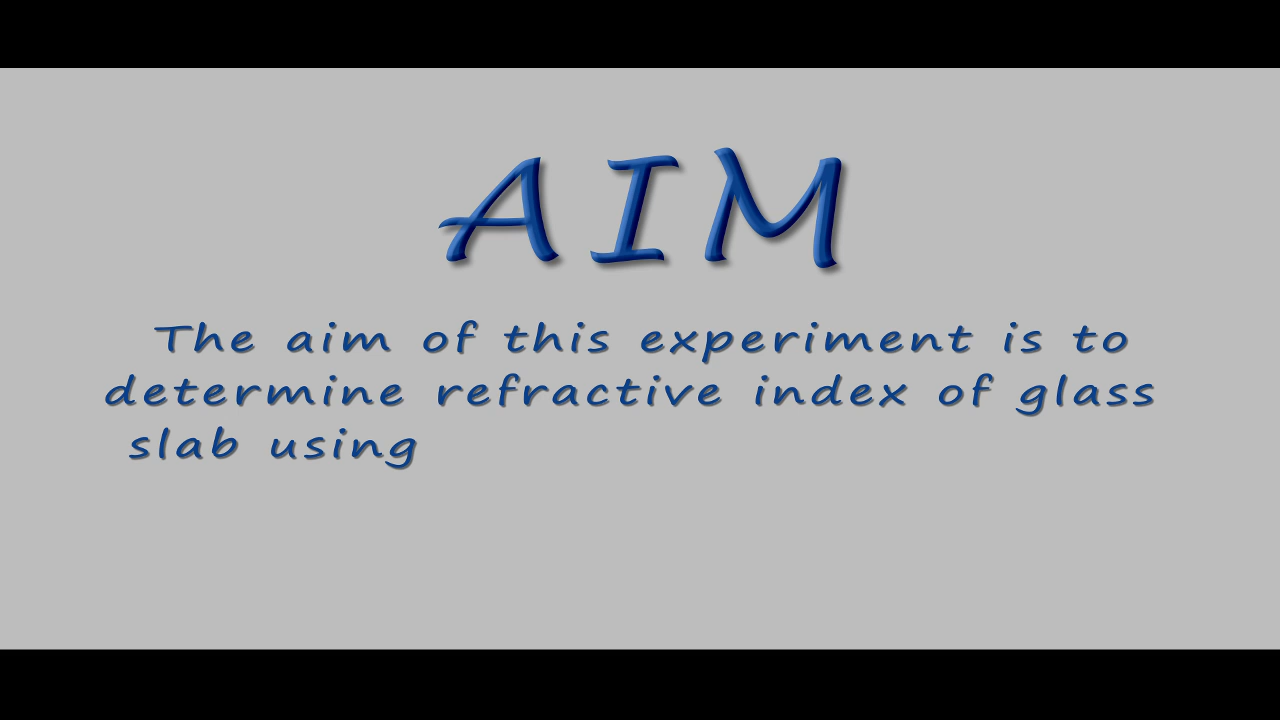 AIM
The aim of this experiment is to
determine refractive index of glass
slab using